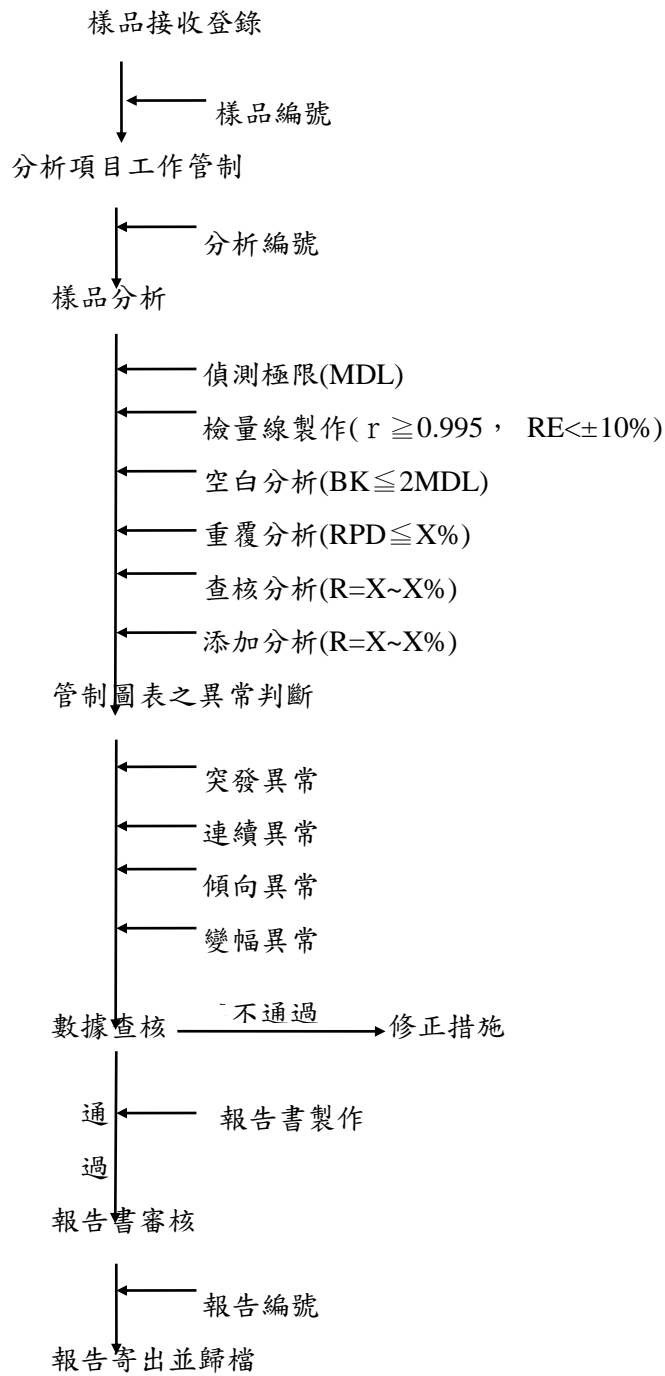 樣品接收登錄
樣品編號
分析項目工作管制
分析編號
樣品分析
偵測極限(MDL)
檢量線製作(r≧0.995， RE<±10%)
空白分析(BK≦2MDL)
重覆分析(RPD≦X%)
查核分析(R=X~X%)
添加分析(R=X~X%)
管制圖表之異常判斷
突發異常
連續異常
傾向異常
變幅異常
不通過
數據查核 修正措施
通 報告書製作
過
報告書審核
報告編號
報告寄出並歸檔